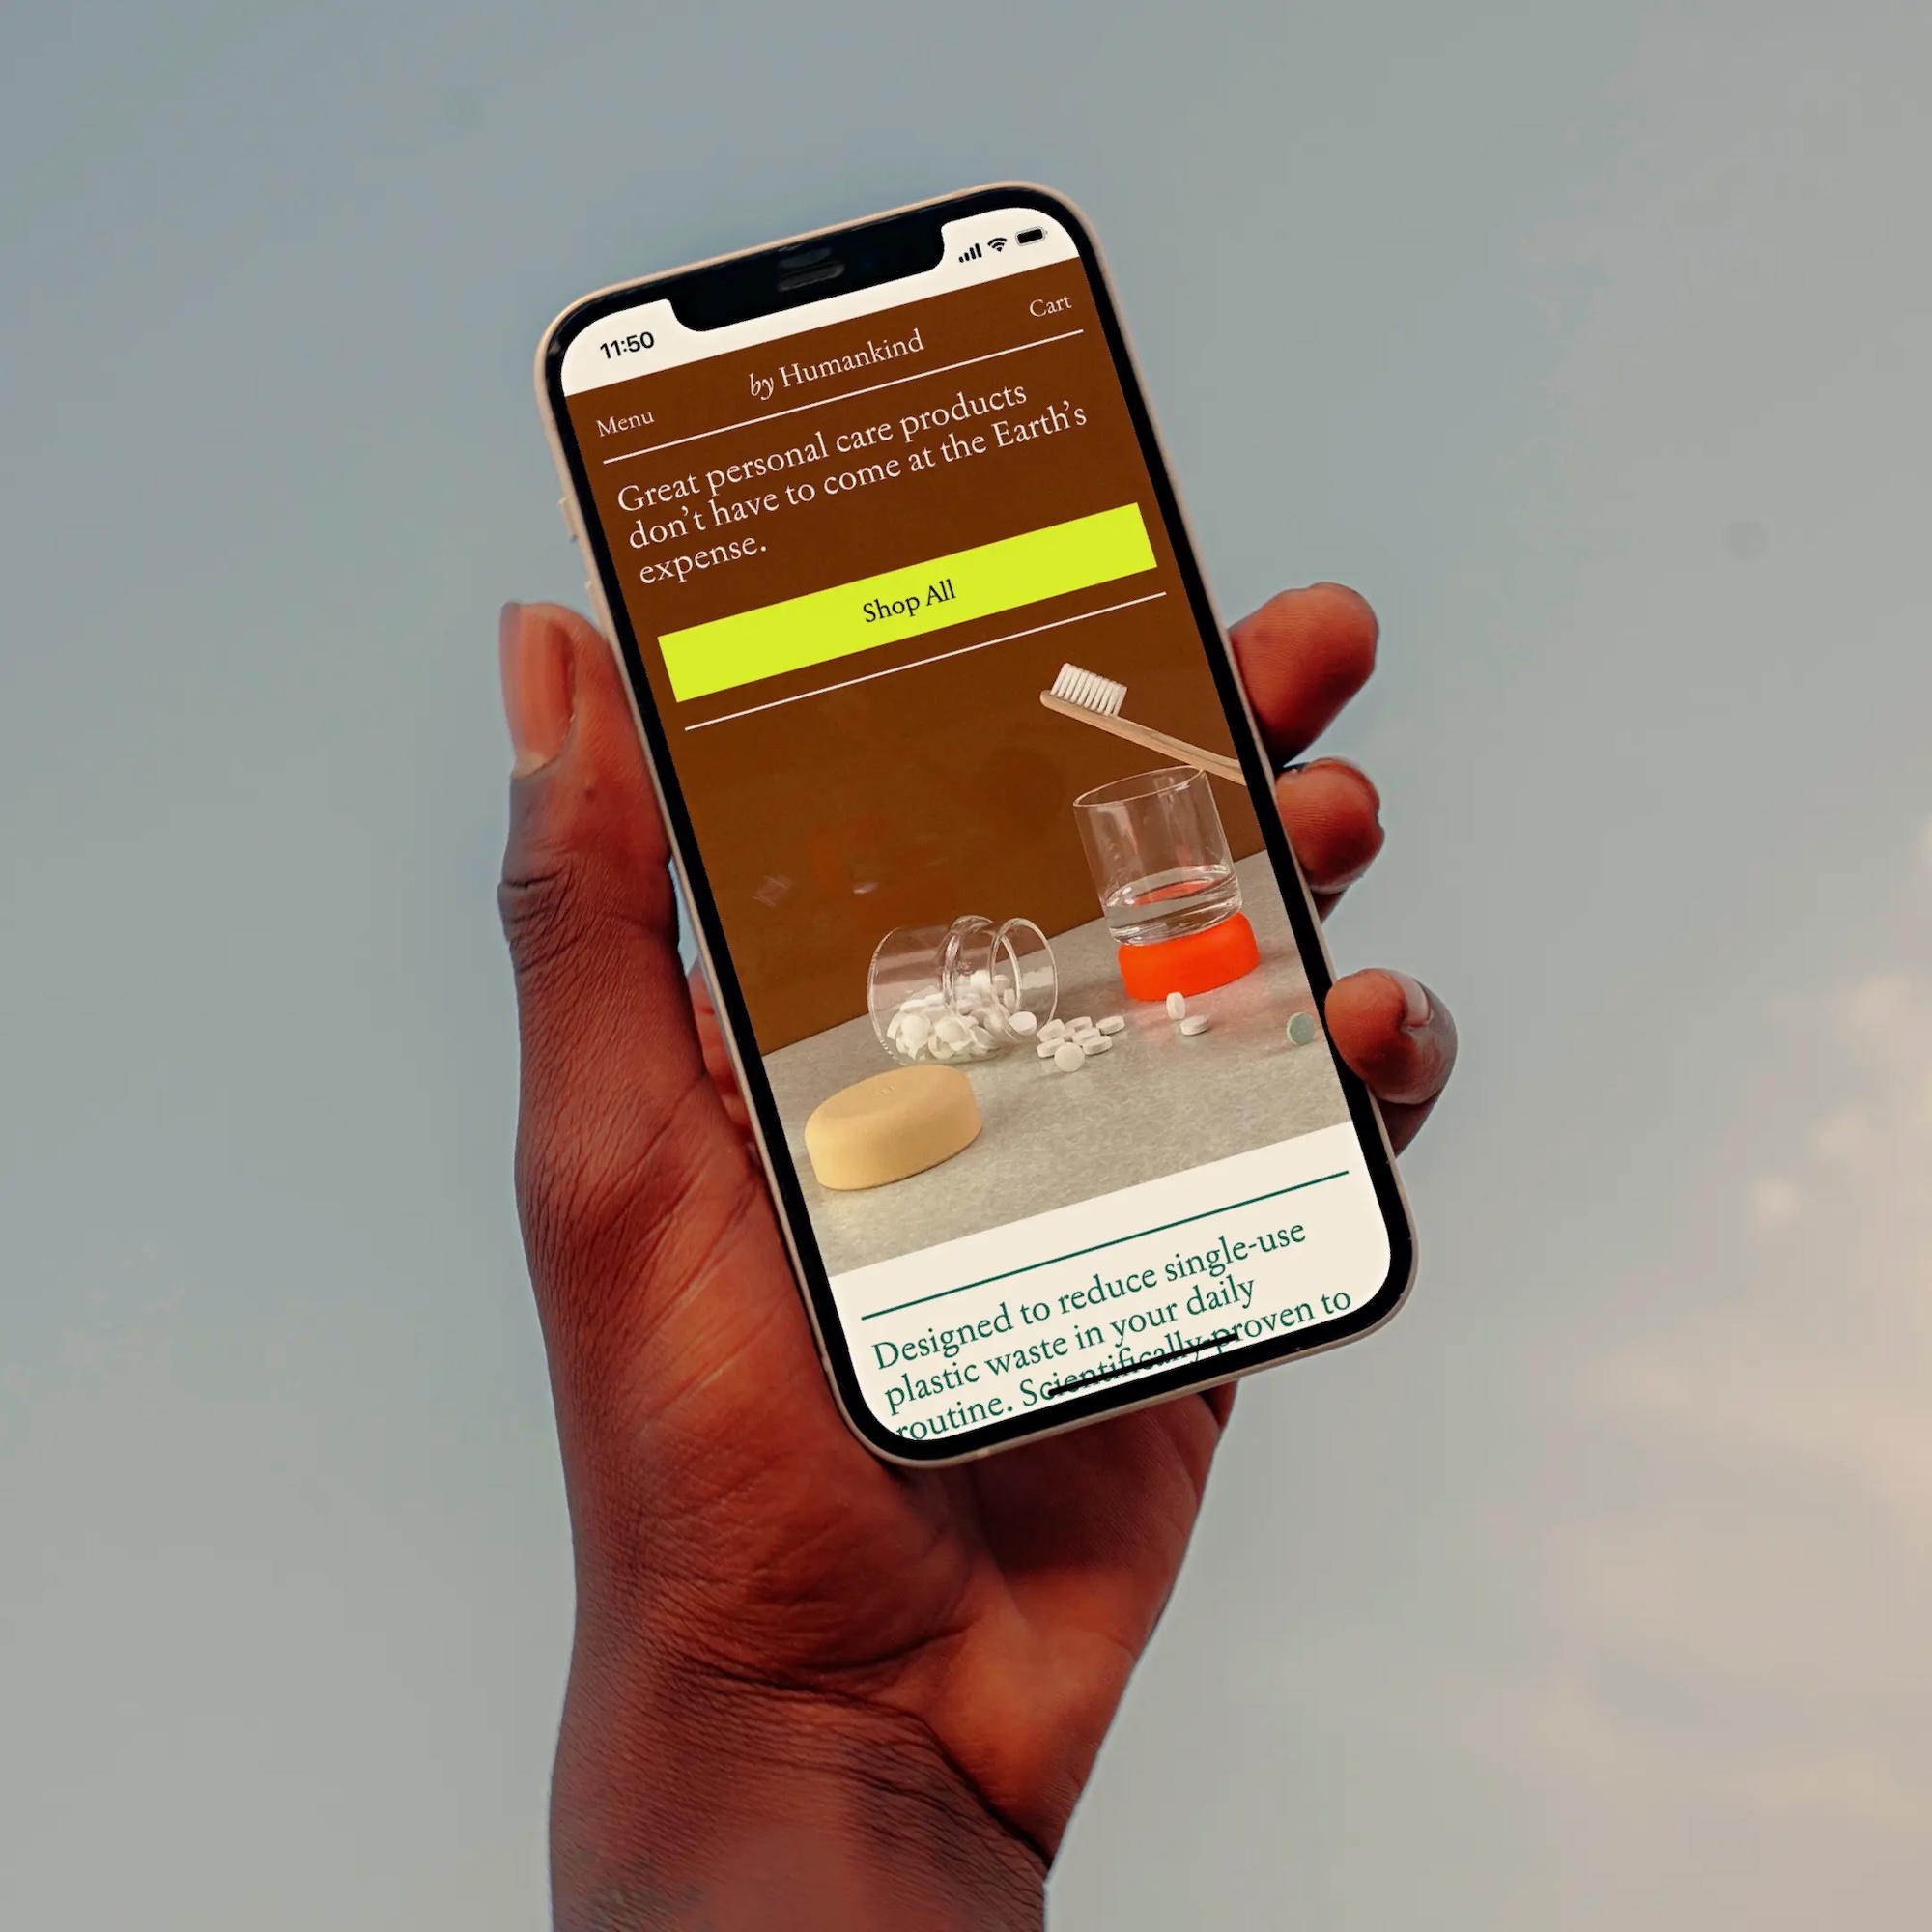 11:50
Menu
by Humankind
Cart
Great personal care products
don’t have to come at the Earth’s
expense.
Shop All
Designed to reduce single-use
plastic waste in your daily
routine. Scientifically-proven to